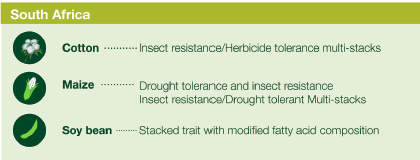 South Africa
Cotton ........... Insect resistance/Herbicide tolerance multi-stacks
Maize .......... Drought tolerance and insect resistance
Insect resistance/Drought tolerant Multi-stacks
Soy bean ......... Stacked trait with modified fatty acid composition